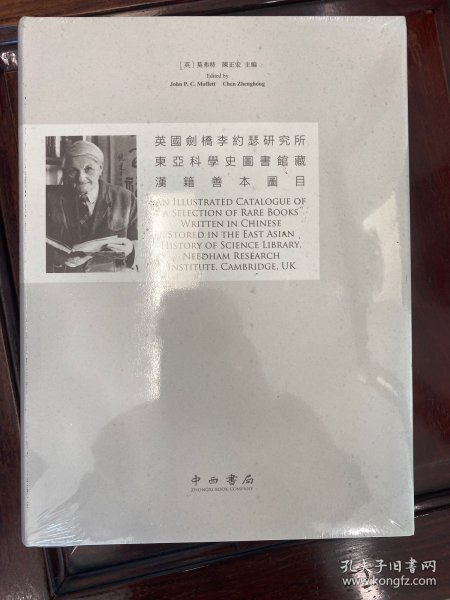 [英] 莫弗特 陳正宏 主編
Edited by
John P. C. Moffett Chen Zhenghong
英國劍橋李約瑟研究所
東亞科學史圖書館藏
漢籍善本圖目
AN ILLUSTRATED CATALOGUE OF
A SELECTION OF RARE BOOKS
WRITTEN IN CHINESE
STORED IN THE EAST ASIAN
HISTORY OF SCIENCE LIBRARY,
NEEDHAM RESEARCH
INSTITUTE, CAMBRIDGE, UK
中西書局
ZHONGXI BOOK COMPANY
孔夫子旧书网
www.kongfz.com